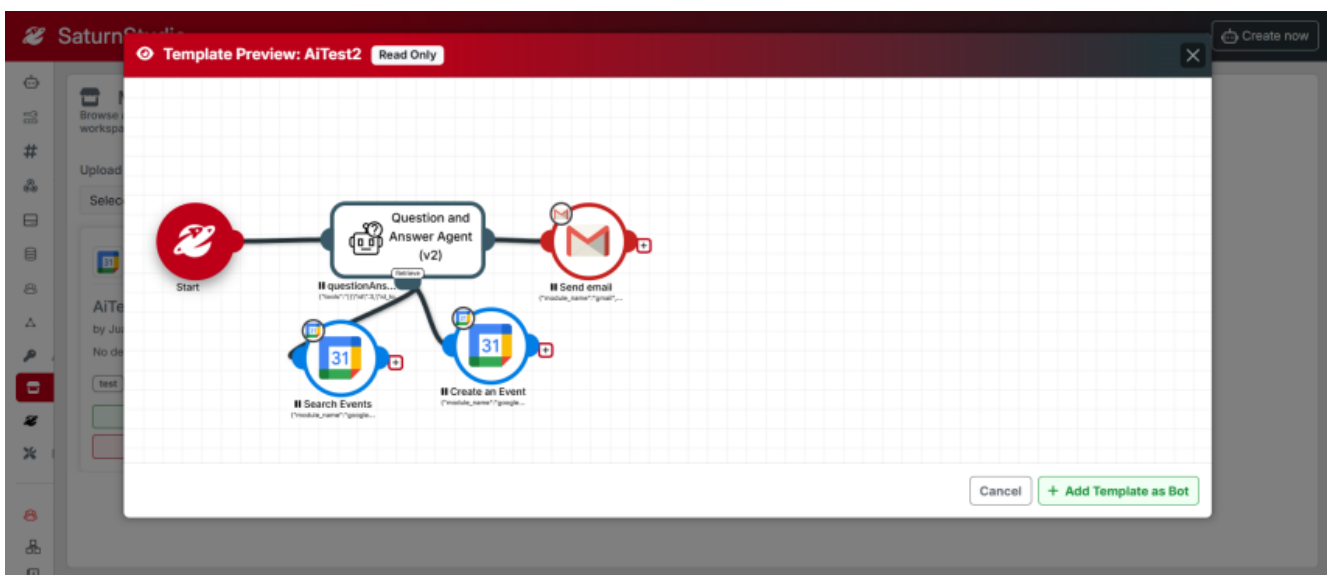 Create now
Template Preview: AiTest2 Read Only
Browse
workspa
Upload
Selec
AiTe
by Ju
No de
test
Start
Question and
Answer Agent
(v2)
Retrieve
questionAns...
Send email
{"module_name":"gmail",...
31
Search Events
{"module_name":"google...
31
Create an Event
{"module_name":"google...
Cancel
+ Add Template as Bot